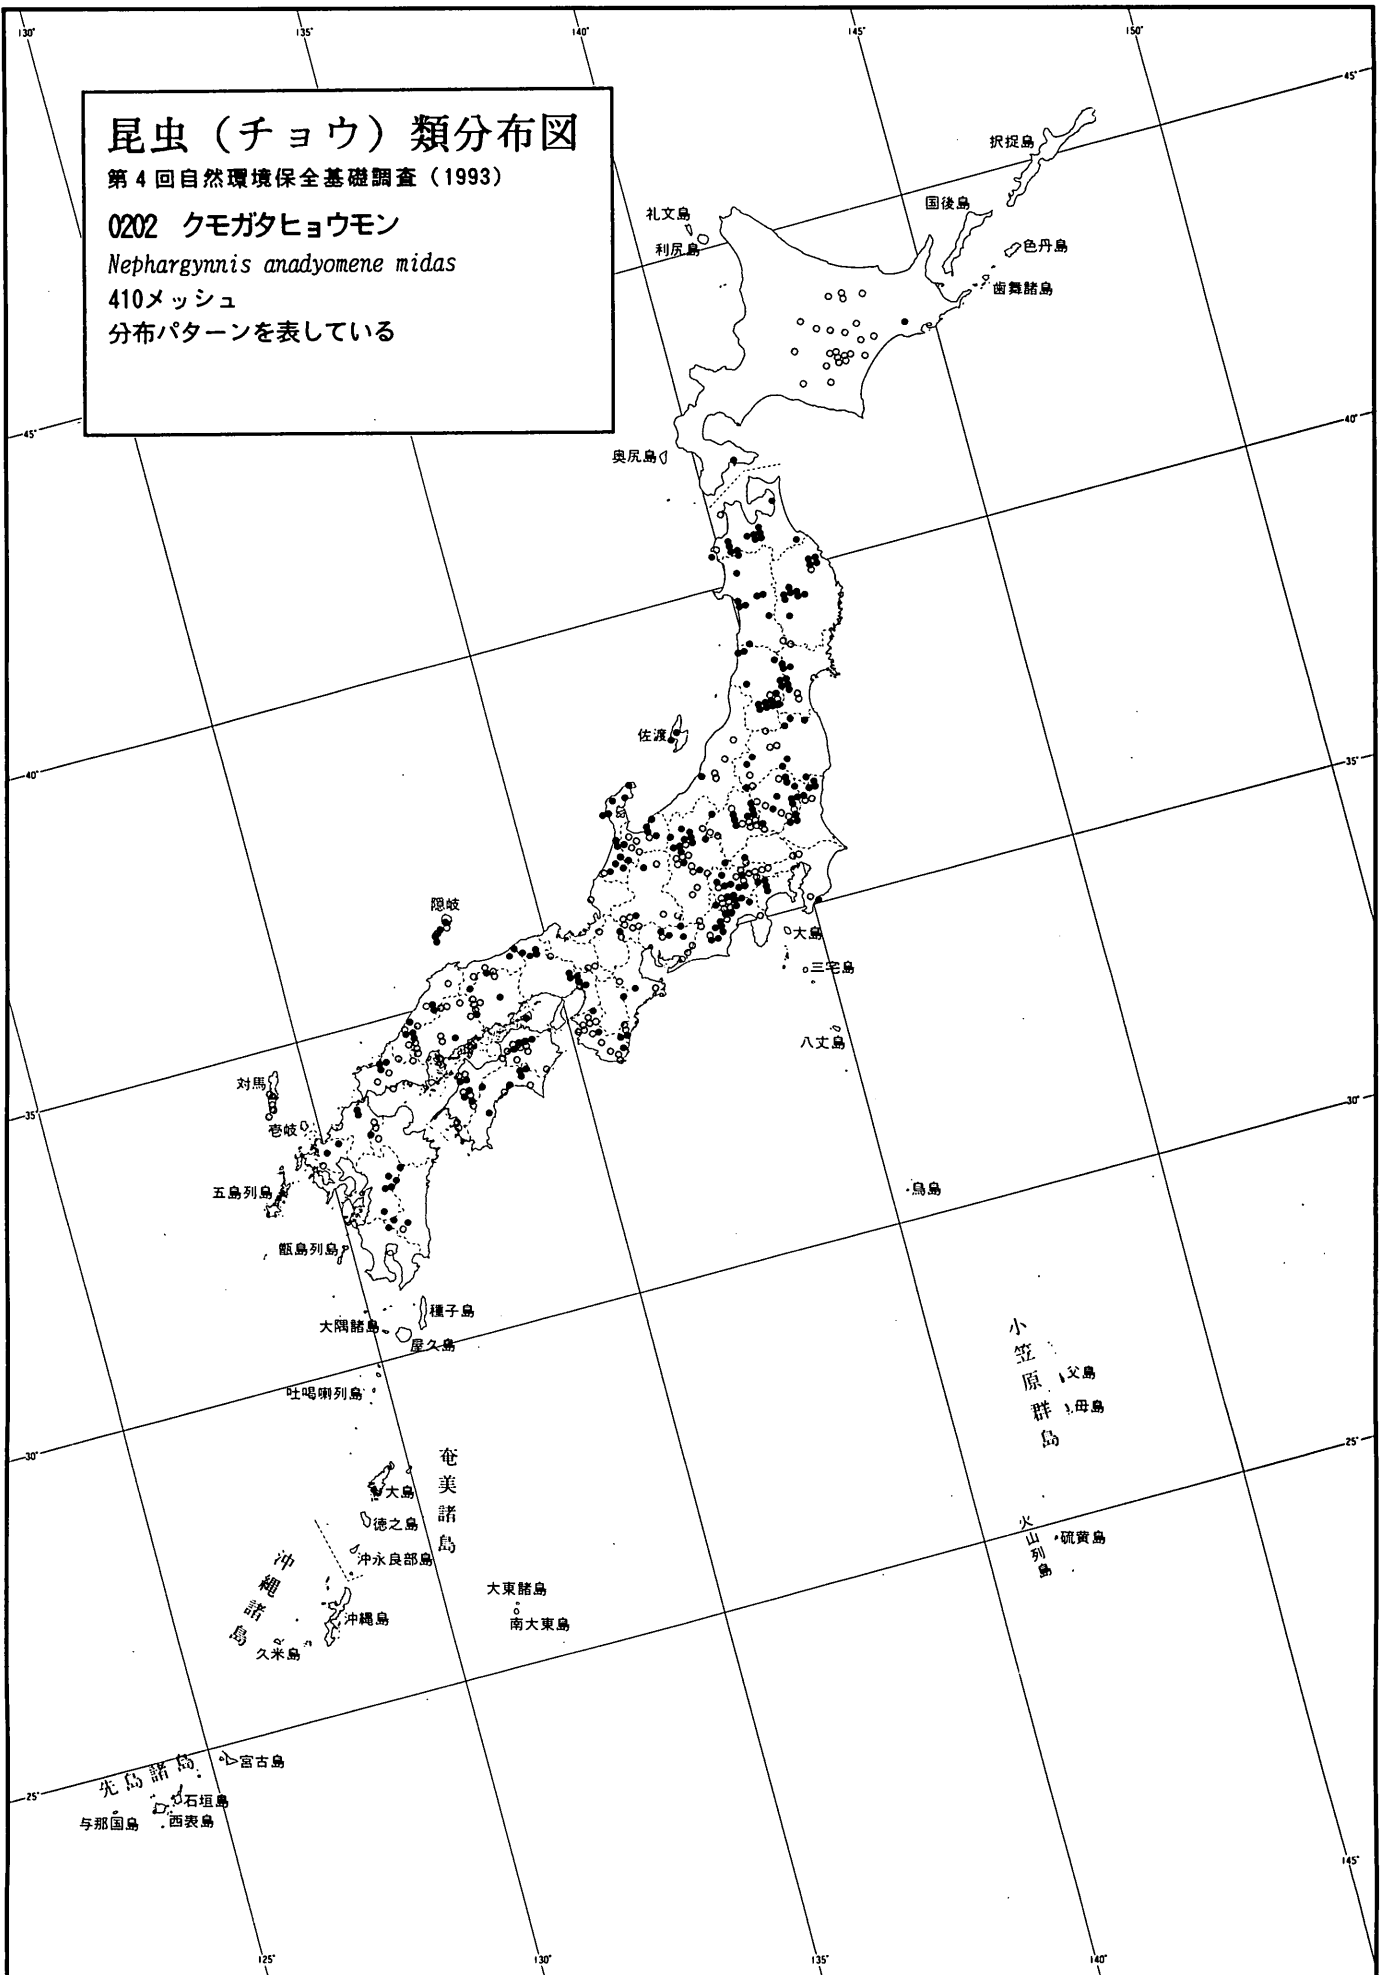 130°
135°
140°
145°
150°
45°
昆虫（チョウ）類分布図
第4回自然環境保全基礎調査（1993）
0202 クモガタヒョウモン
Nephargynnis anadyomene midas
410メッシュ
分布パターンを表している
択捉島
国後島
礼文島
利尻島
色丹島
歯舞諸島
45°
40°
奥尻島
佐渡
40°
35°
隠岐
大島
三宅島
八丈島
対馬
35°
30°
壱岐
五島列島
鳥島
甑島列島
種子島
大隅諸島
屋久島
小笠原群島
父島
母島
吐噶喇列島
30°
25°
奄美諸島
大島
徳之島
火山列島
硫黄島
沖永良部島
沖縄諸島
大東諸島
南大東島
沖縄島
久米島
先島諸島
宮古島
25°
石垣島
与那国島
西表島
145°
125°
130°
135°
140°